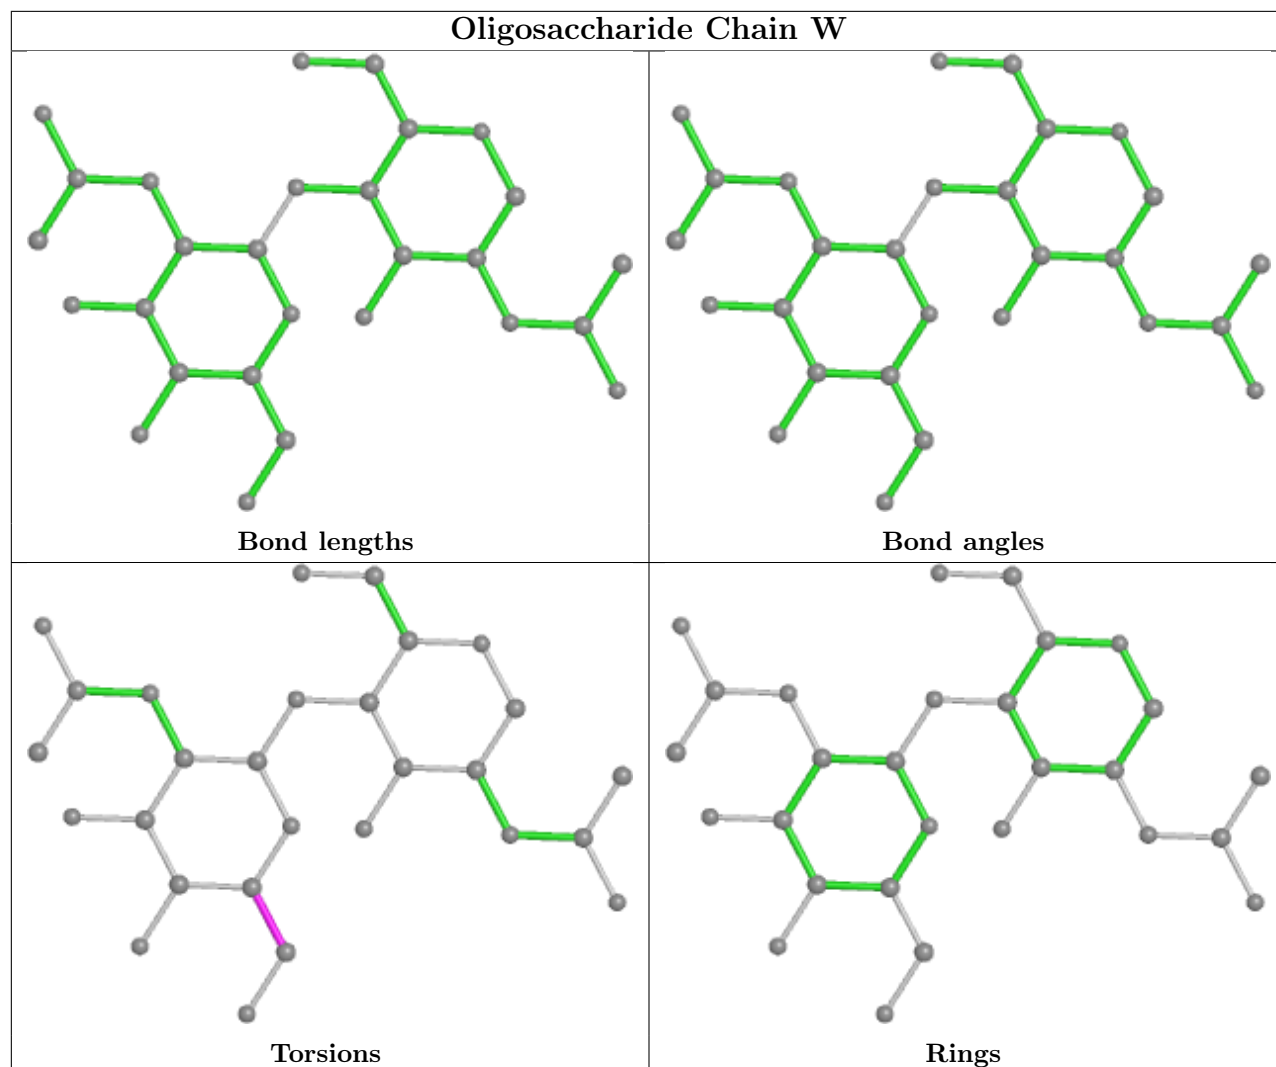 Oligosaccharide Chain W
Bond lengths
Bond angles
Torsions
Rings